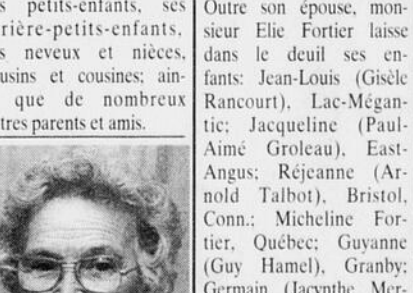 petits-enfants, ses
rière-petits-enfants,
neveux et nièces,
usins et cousines; ain-
que de nombreux
tres parents et amis.
Outre son épouse, mon-
sieur Elie Fortier laisse
dans le deuil ses en-
fants: Jean-Louis (Gisèle
Rancourt), Lac-Mégan-
tic; Jacqueline (Paul-
Aimé Groleau), East-
Angus; Réjeanne (Ar-
nold Talbot), Bristol,
Conn.; Micheline For-
tier, Québec; Guyanne
(Guy Hamel), Granby;
Germain (Jacynthe Mer-